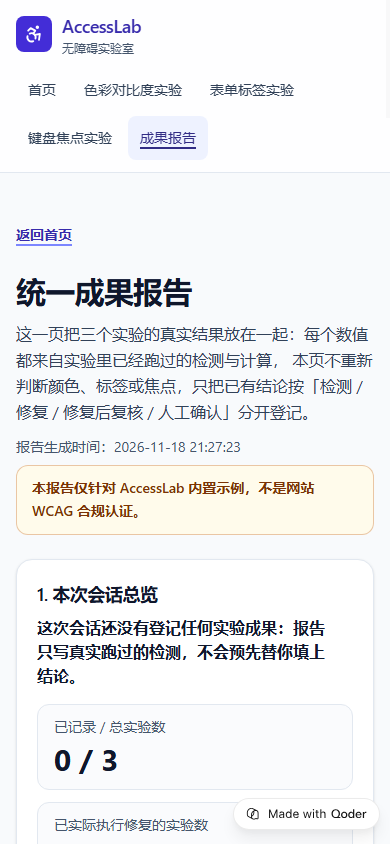 AccessLab
无障碍实验室
首页
色彩对比度实验
表单标签实验
键盘焦点实验
成果报告
返回首页
统一成果报告
这一页把三个实验的真实结果放在一起：每个数值
都来自实验里已经跑过的检测与计算， 本页不重新
判断颜色、标签或焦点，只把已有结论按「检测 /
修复 / 修复后复核 / 人工确认」分开登记。
报告生成时间：2026-11-18 21:27:23
本报告仅针对 AccessLab 内置示例，不是网站
WCAG 合规认证。
1. 本次会话总览
这次会话还没有登记任何实验成果：报告
只写真实跑过的检测，不会预先替你填上
结论。
已记录 / 总实验数
0 / 3
已实际执行修复的实验数
Made with Qoder